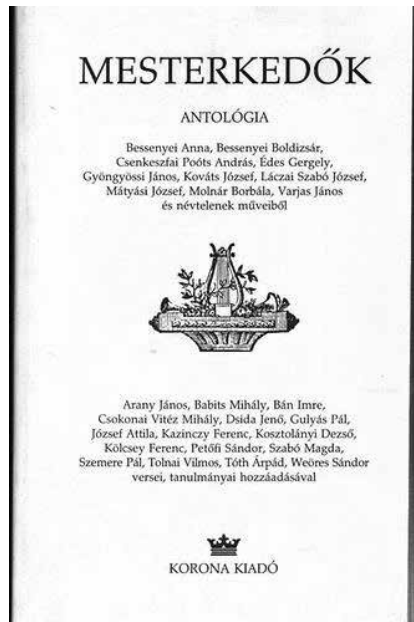 MESTERKEDŐK
ANTOLÓGIA
Bessenyei Anna, Bessenyei Boldizsár,
Csenkeszfai Poóts András, Édes Gergely,
Gyöngyössi János, Kováts József, Láczai Szabó József,
Mátyási József, Molnár Borbála, Varjas János
és névtelenek műveiből
Arany János, Babits Mihály, Bán Imre,
Csokonai Vitéz Mihály, Dsida Jenő, Gulyás Pál,
József Attila, Kazinczy Ferenc, Kosztolányi Dezső,
Kölcsey Ferenc, Petőfi Sándor, Szabó Magda,
Szemere Pál, Tolnai Vilmos, Tóth Árpád, Weöres Sándor
versei, tanulmányai hozzáadásával
KORONA KIADÓ